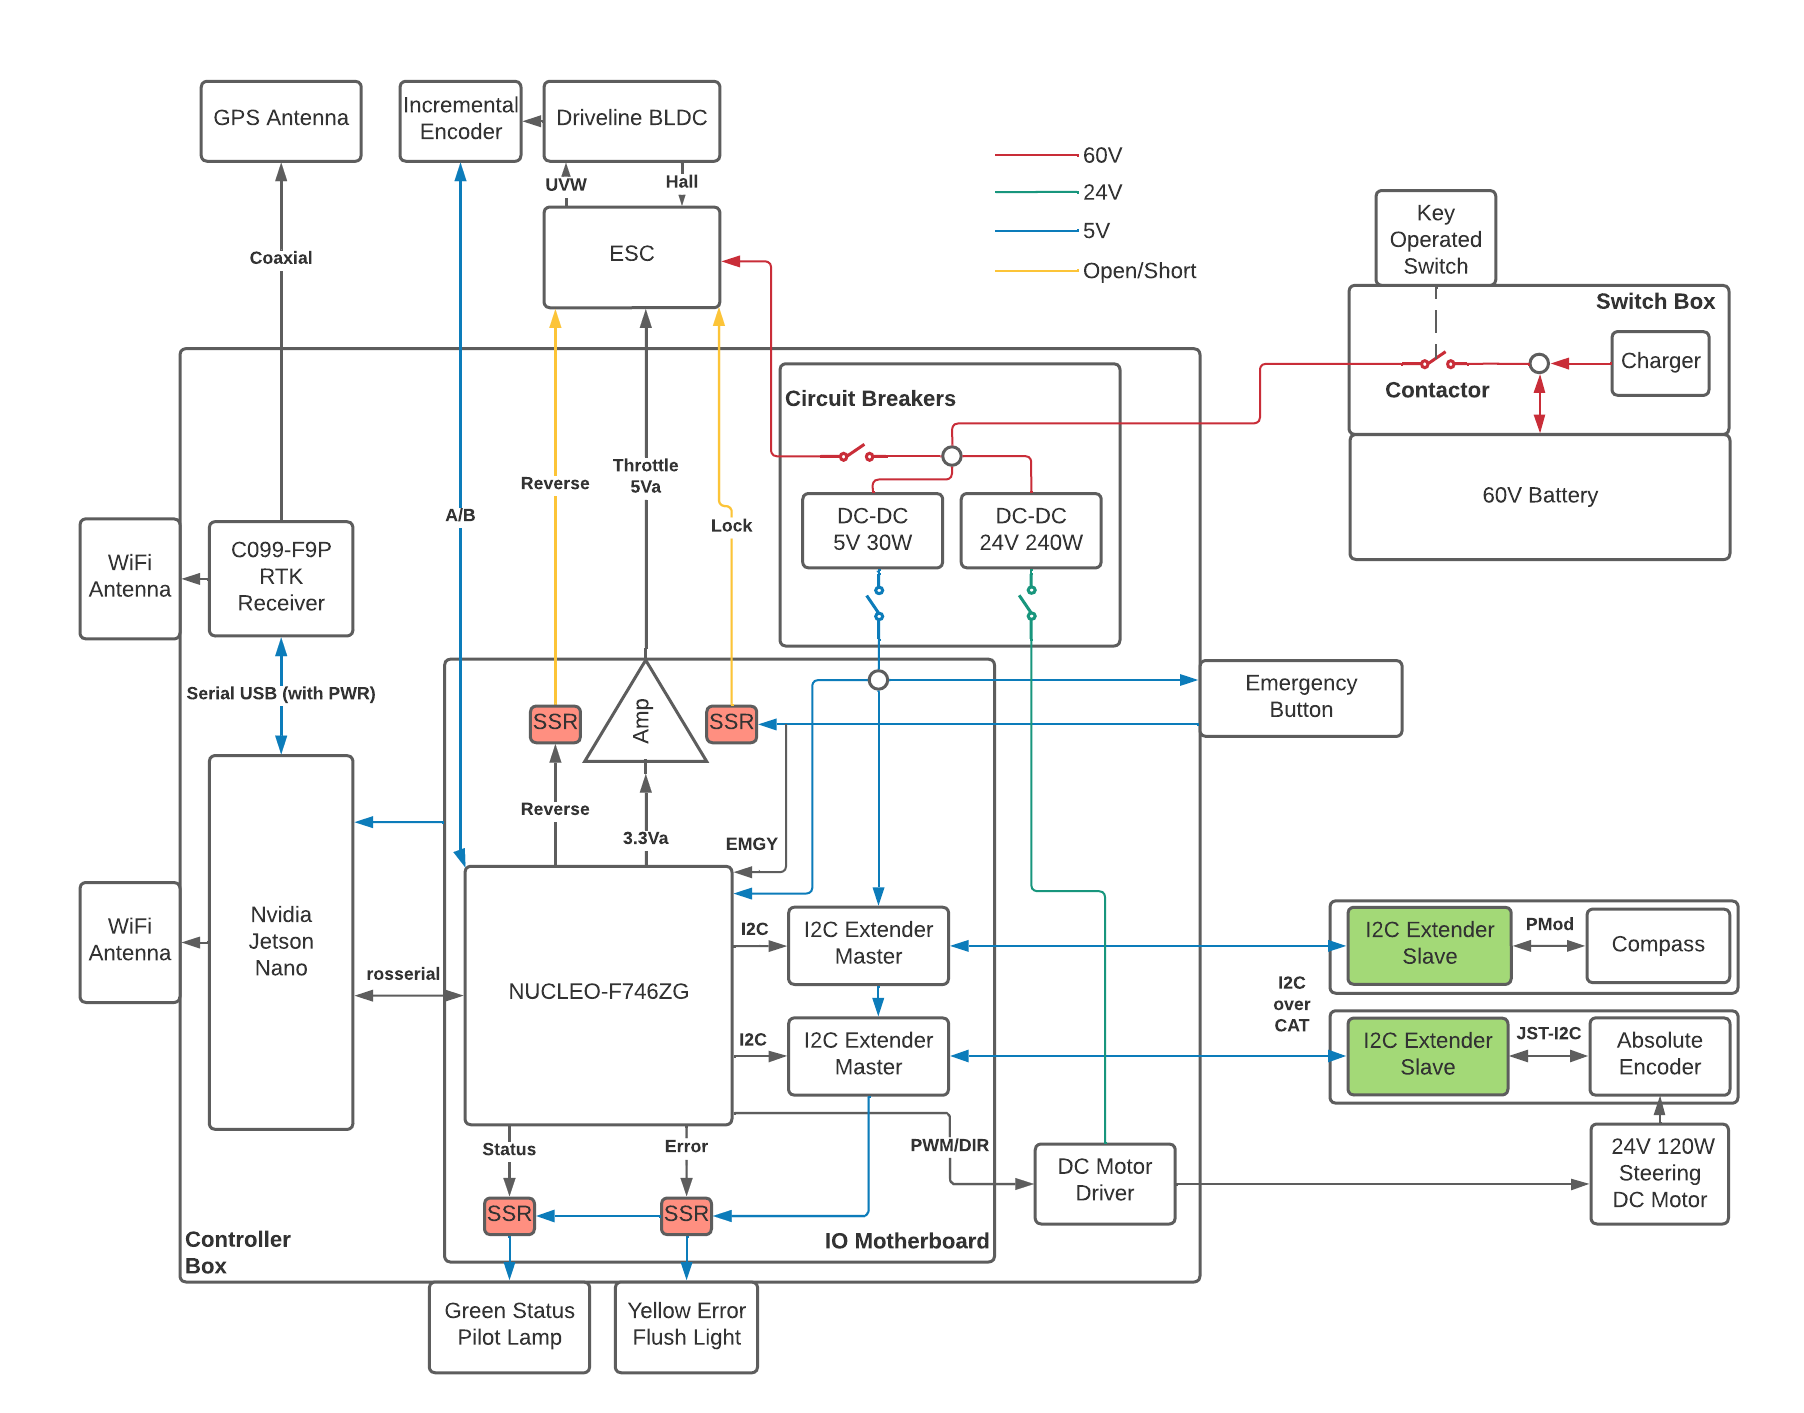 GPS Antenna
Incremental
Encoder
Driveline BLDC
UVW
Hall
ESC
Coaxial
60V
24V
5V
Open/Short
Key
Operated
Switch
Switch Box
Charger
Contactor
60V Battery
Circuit Breakers
Reverse
Throttle
5Va
Lock
A/B
DC-DC
5V 30W
DC-DC
24V 240W
WiFi
Antenna
C099-F9P
RTK
Receiver
Serial USB (with PWR)
SSR
Amp
SSR
Emergency
Button
Reverse
3.3Va
EMGY
WiFi
Antenna
Nvidia
Jetson
Nano
rosserial
NUCLEO-F746ZG
I2C
I2C Extender
Master
I2C
I2C Extender
Master
I2C
over
CAT
I2C Extender
Slave
PMod
Compass
I2C Extender
Slave
JST-I2C
Absolute
Encoder
Status
Error
PWM/DIR
DC Motor
Driver
24V 120W
Steering
DC Motor
SSR
SSR
Controller
Box
IO Motherboard
Green Status
Pilot Lamp
Yellow Error
Flush Light